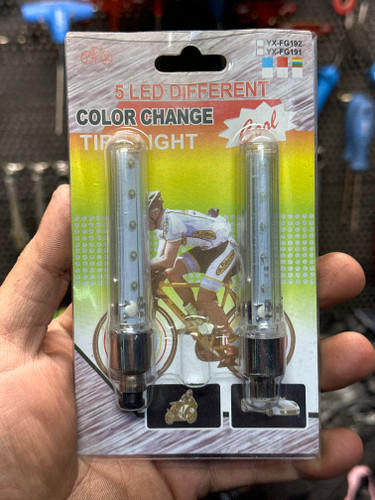 YX-FG192
YX-FG191
5 LED DIFFERENT
COLOR CHANGE
Cool
TIRE LIGHT